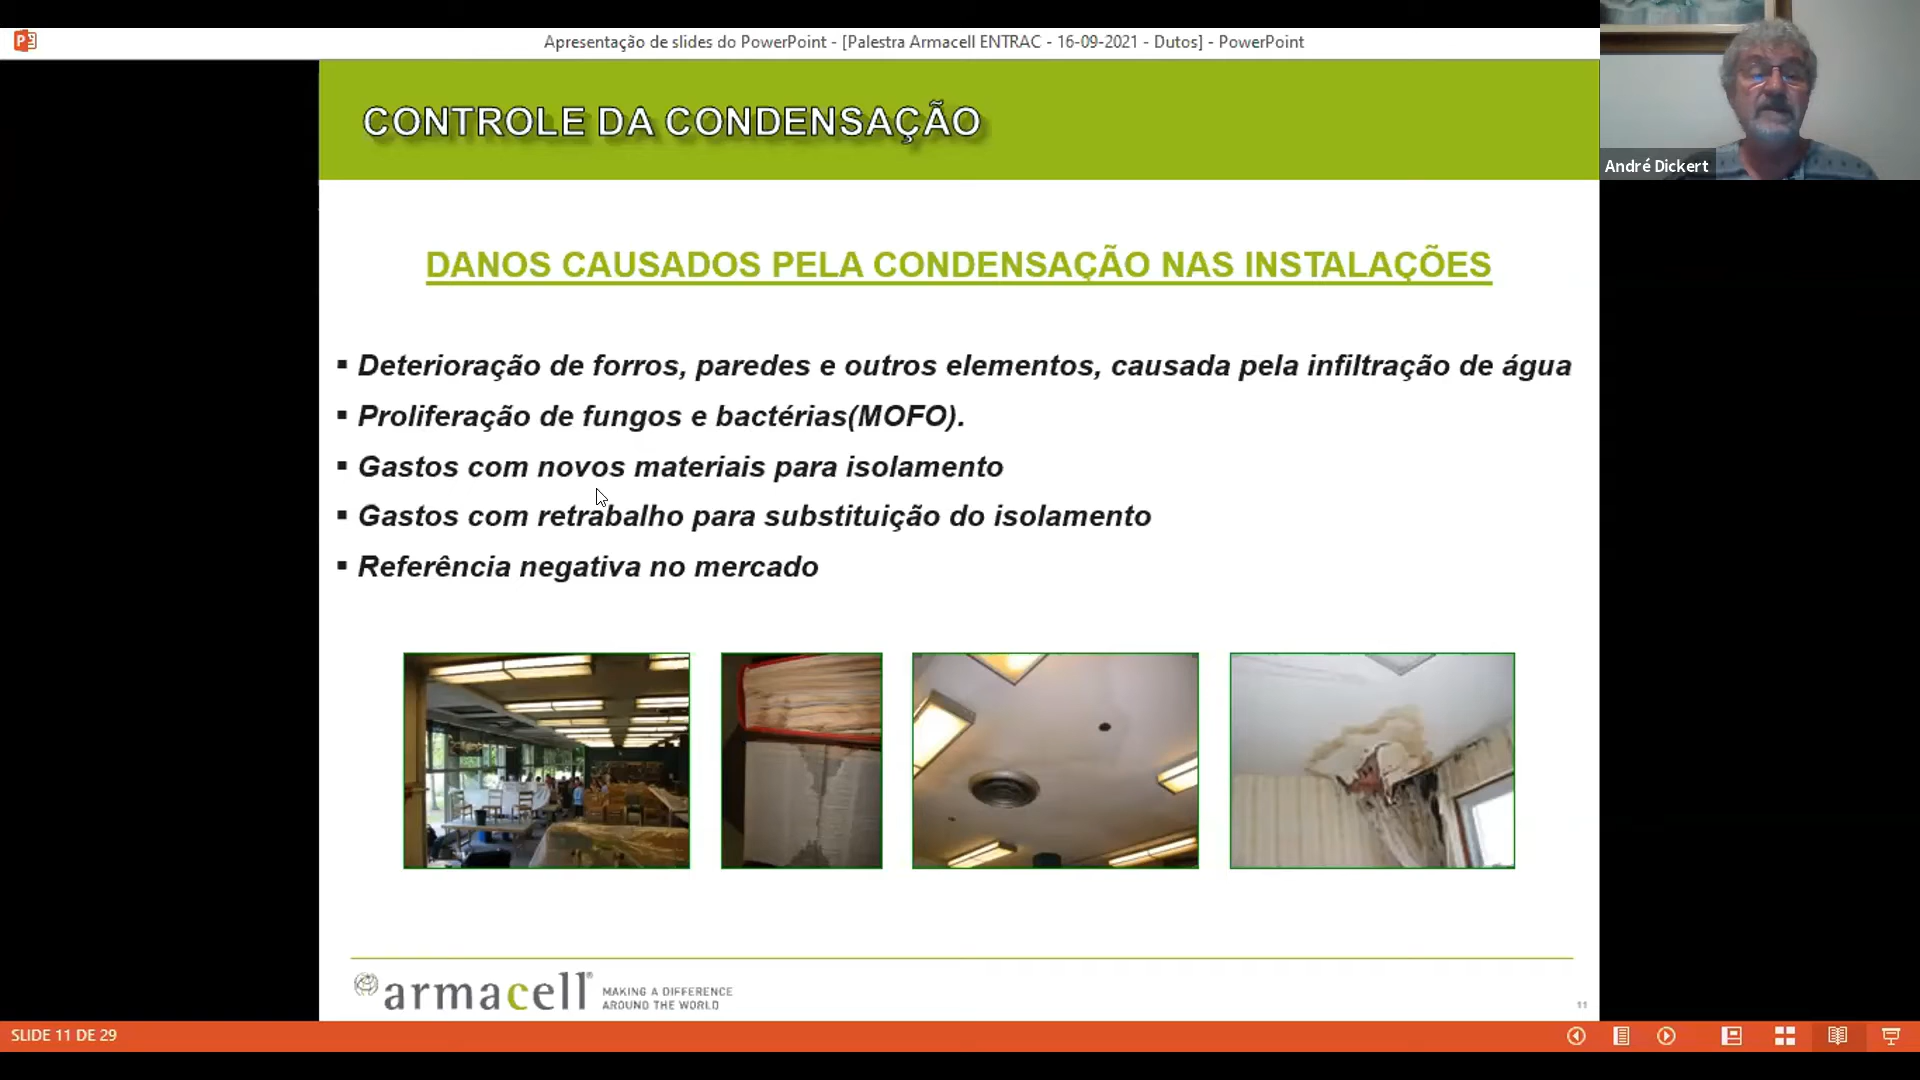 Apresentação de slides do PowerPoint - [Palestra Armacell ENTRAC - 16-09-2021 - Dutos] - PowerPoint
CONTROLE DA CONDENSAÇÃO
André Dickert
DANOS CAUSADOS PELA CONDENSAÇÃO NAS INSTALAÇÕES
▪ Deterioração de forros, paredes e outros elementos, causada pela infiltração de água
▪ Proliferação de fungos e bactérias(MOFO).
▪ Gastos com novos materiais para isolamento
▪ Gastos com retrabalho para substituição do isolamento
▪ Referência negativa no mercado
armacell®
MAKING A DIFFERENCE
AROUND THE WORLD
11
SLIDE 11 DE 29